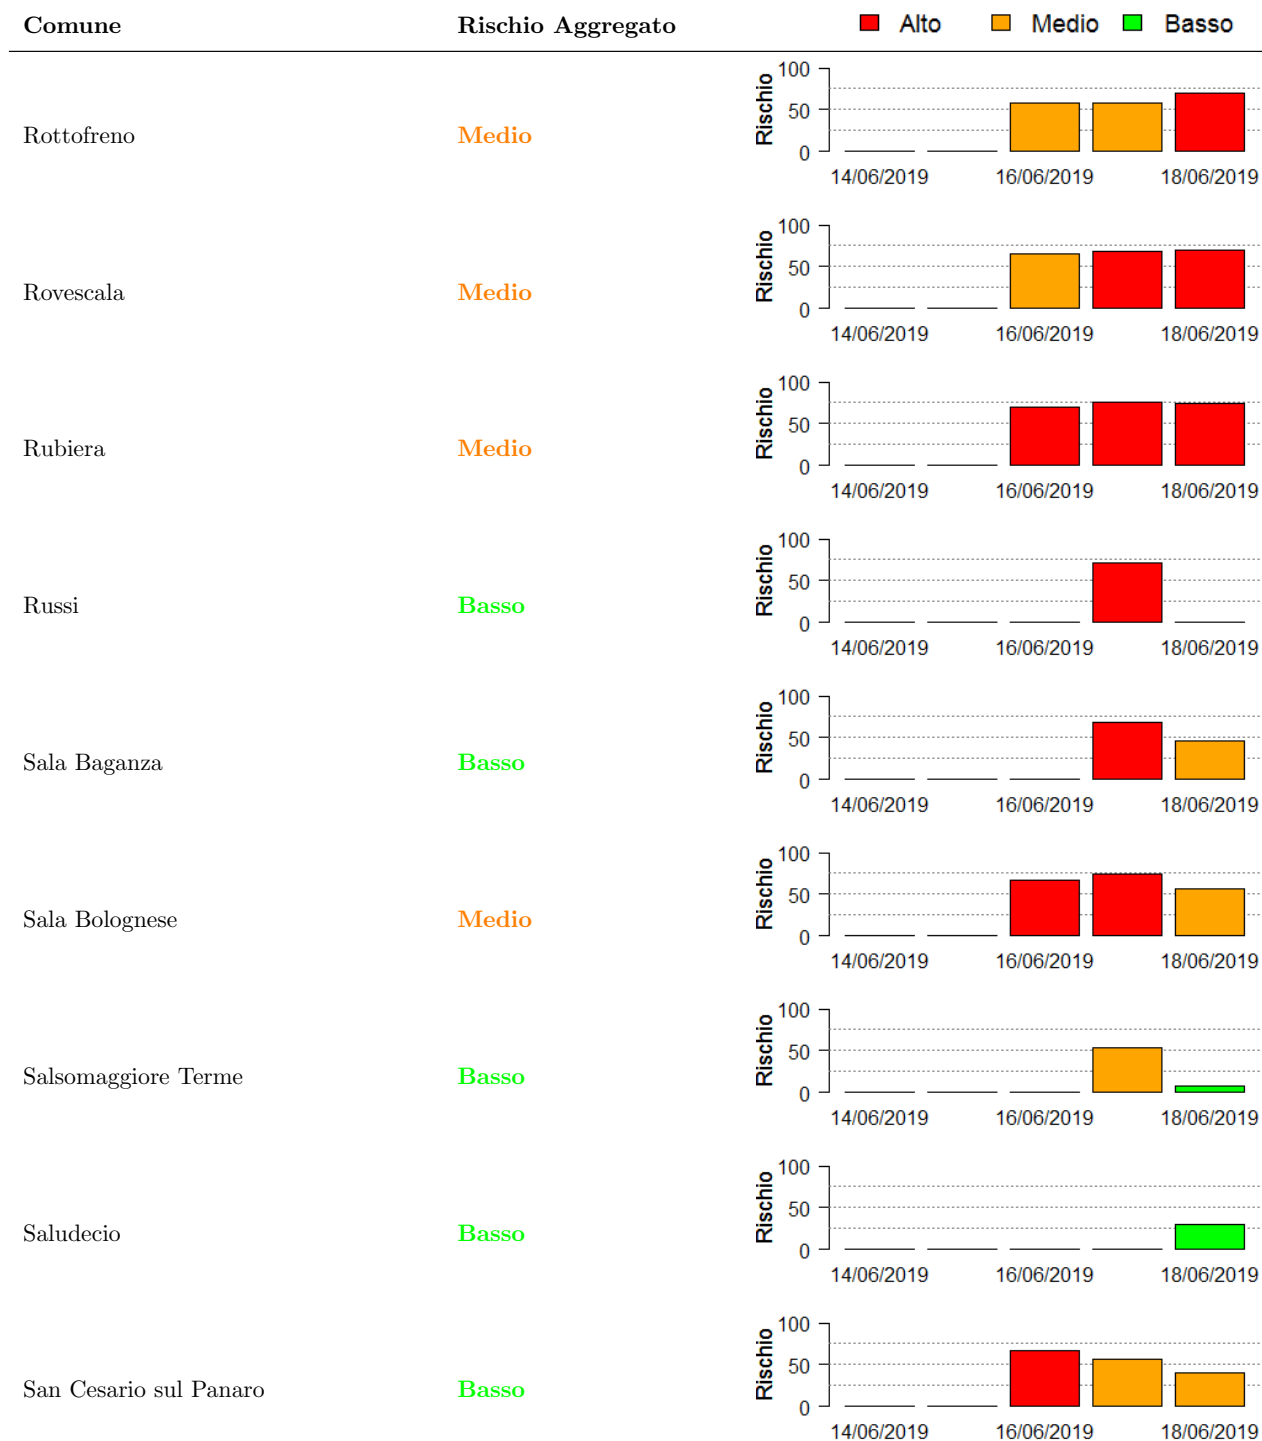 Comune Rischio Aggregato Alto Medio Basso
Rottofreno Medio
Rischio
100
50
0
14/06/2019 16/06/2019 18/06/2019
Rovescala Medio
Rischio
100
50
0
14/06/2019 16/06/2019 18/06/2019
Rubiera Medio
Rischio
100
50
0
14/06/2019 16/06/2019 18/06/2019
Russi Basso
Rischio
100
50
0
14/06/2019 16/06/2019 18/06/2019
Sala Baganza Basso
Rischio
100
50
0
14/06/2019 16/06/2019 18/06/2019
Sala Bolognese Medio
Rischio
100
50
0
14/06/2019 16/06/2019 18/06/2019
Salsomaggiore Terme Basso
Rischio
100
50
0
14/06/2019 16/06/2019 18/06/2019
Saludecio Basso
Rischio
100
50
0
14/06/2019 16/06/2019 18/06/2019
San Cesario sul Panaro Basso
Rischio
100
50
0
14/06/2019 16/06/2019 18/06/2019